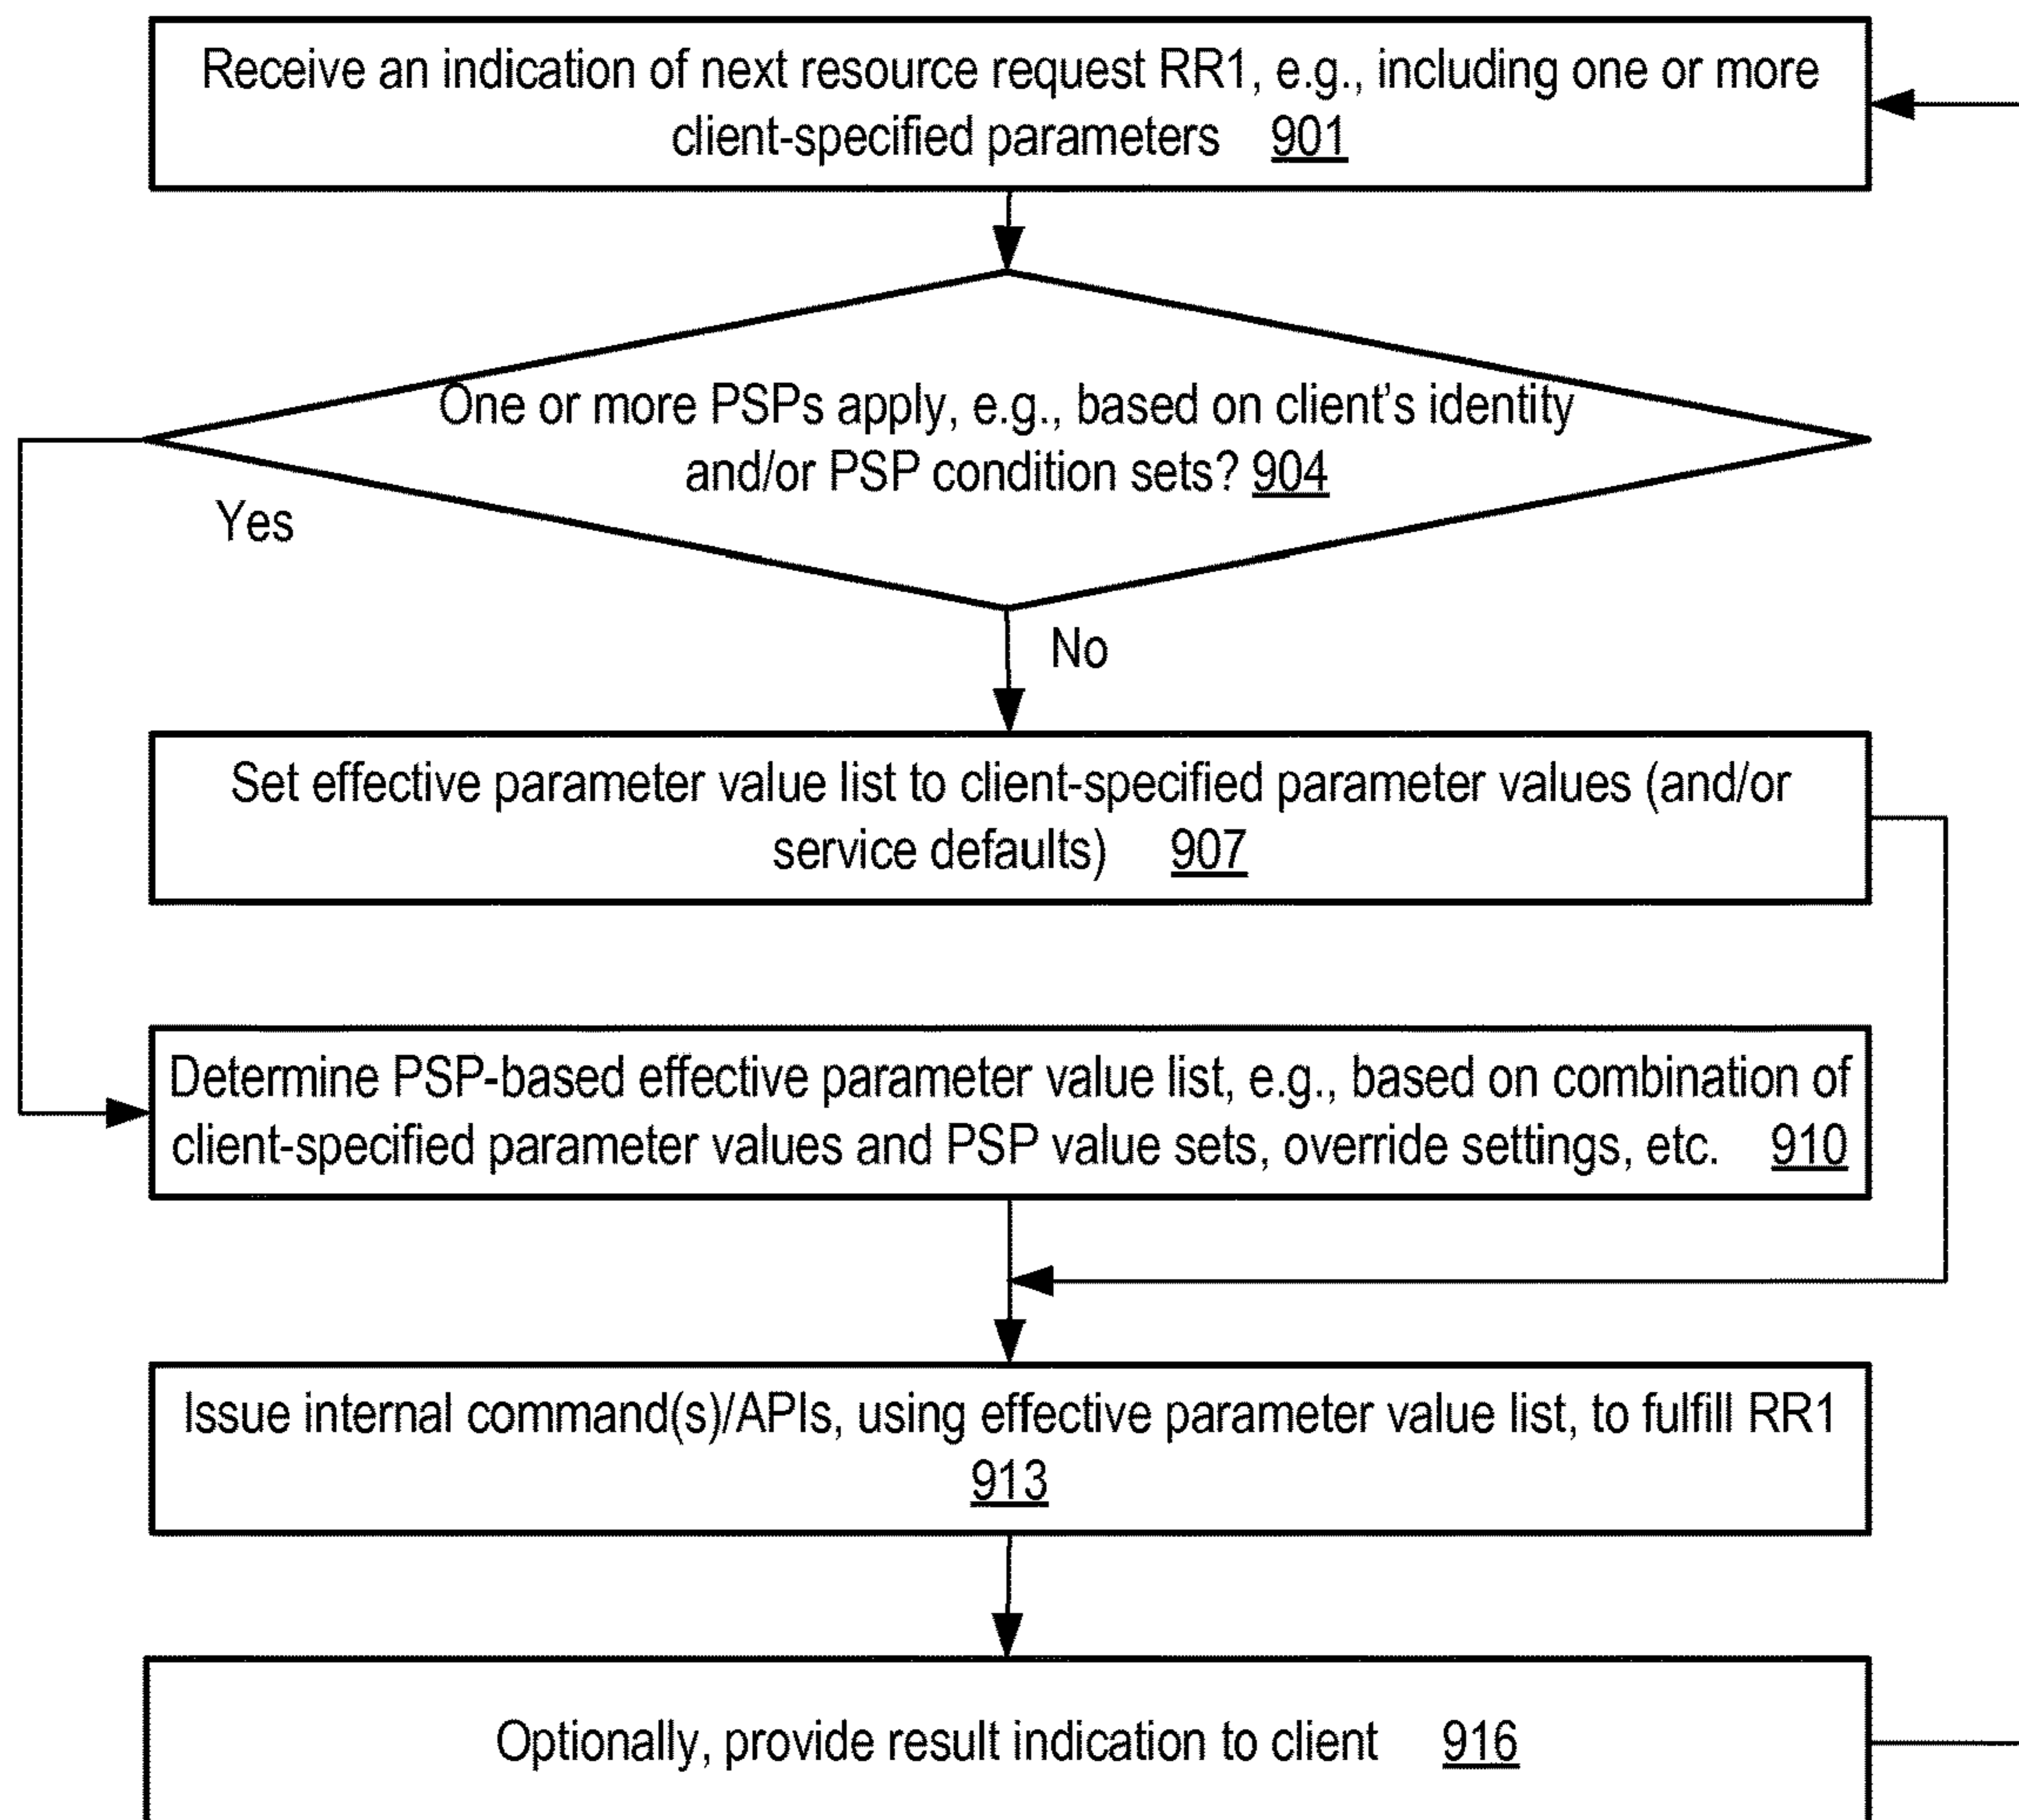 Receive an indication of next resource request RR1, e.g., including one or more
client-specified parameters 901
One or more PSPs apply, e.g., based on client's identity
and/or PSP condition sets? 904
Yes
No
Set effective parameter value list to client-specified parameter values (and/or
service defaults) 907
Determine PSP-based effective parameter value list, e.g., based on combination of
client-specified parameter values and PSP value sets, override settings, etc. 910
Issue internal command(s)/APIs, using effective parameter value list, to fulfill RR1
913
Optionally, provide result indication to client 916